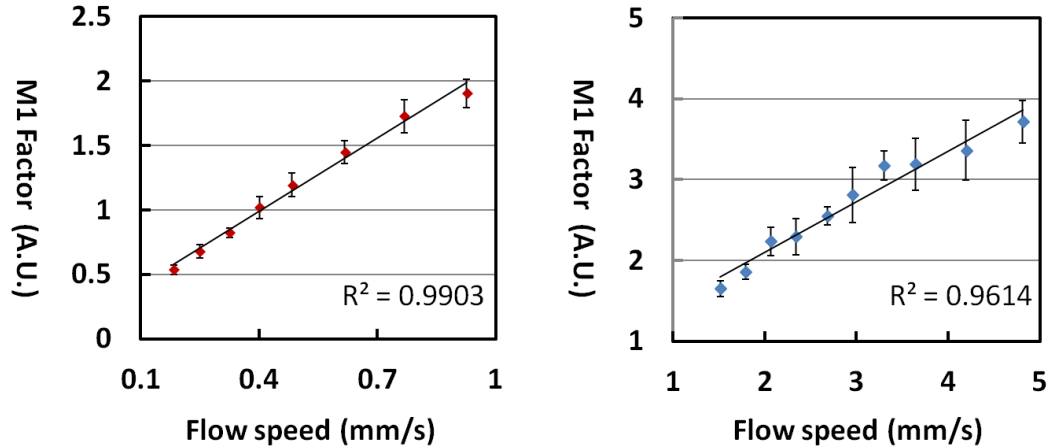 2.5
2
1.5
1
0.5
0
M1 Factor (A.U.)
R² = 0.9903
0.1 0.4 0.7 1
Flow speed (mm/s)
5
4
3
2
1
M1 Factor (A.U.)
R² = 0.9614
1 2 3 4 5
Flow speed (mm/s)